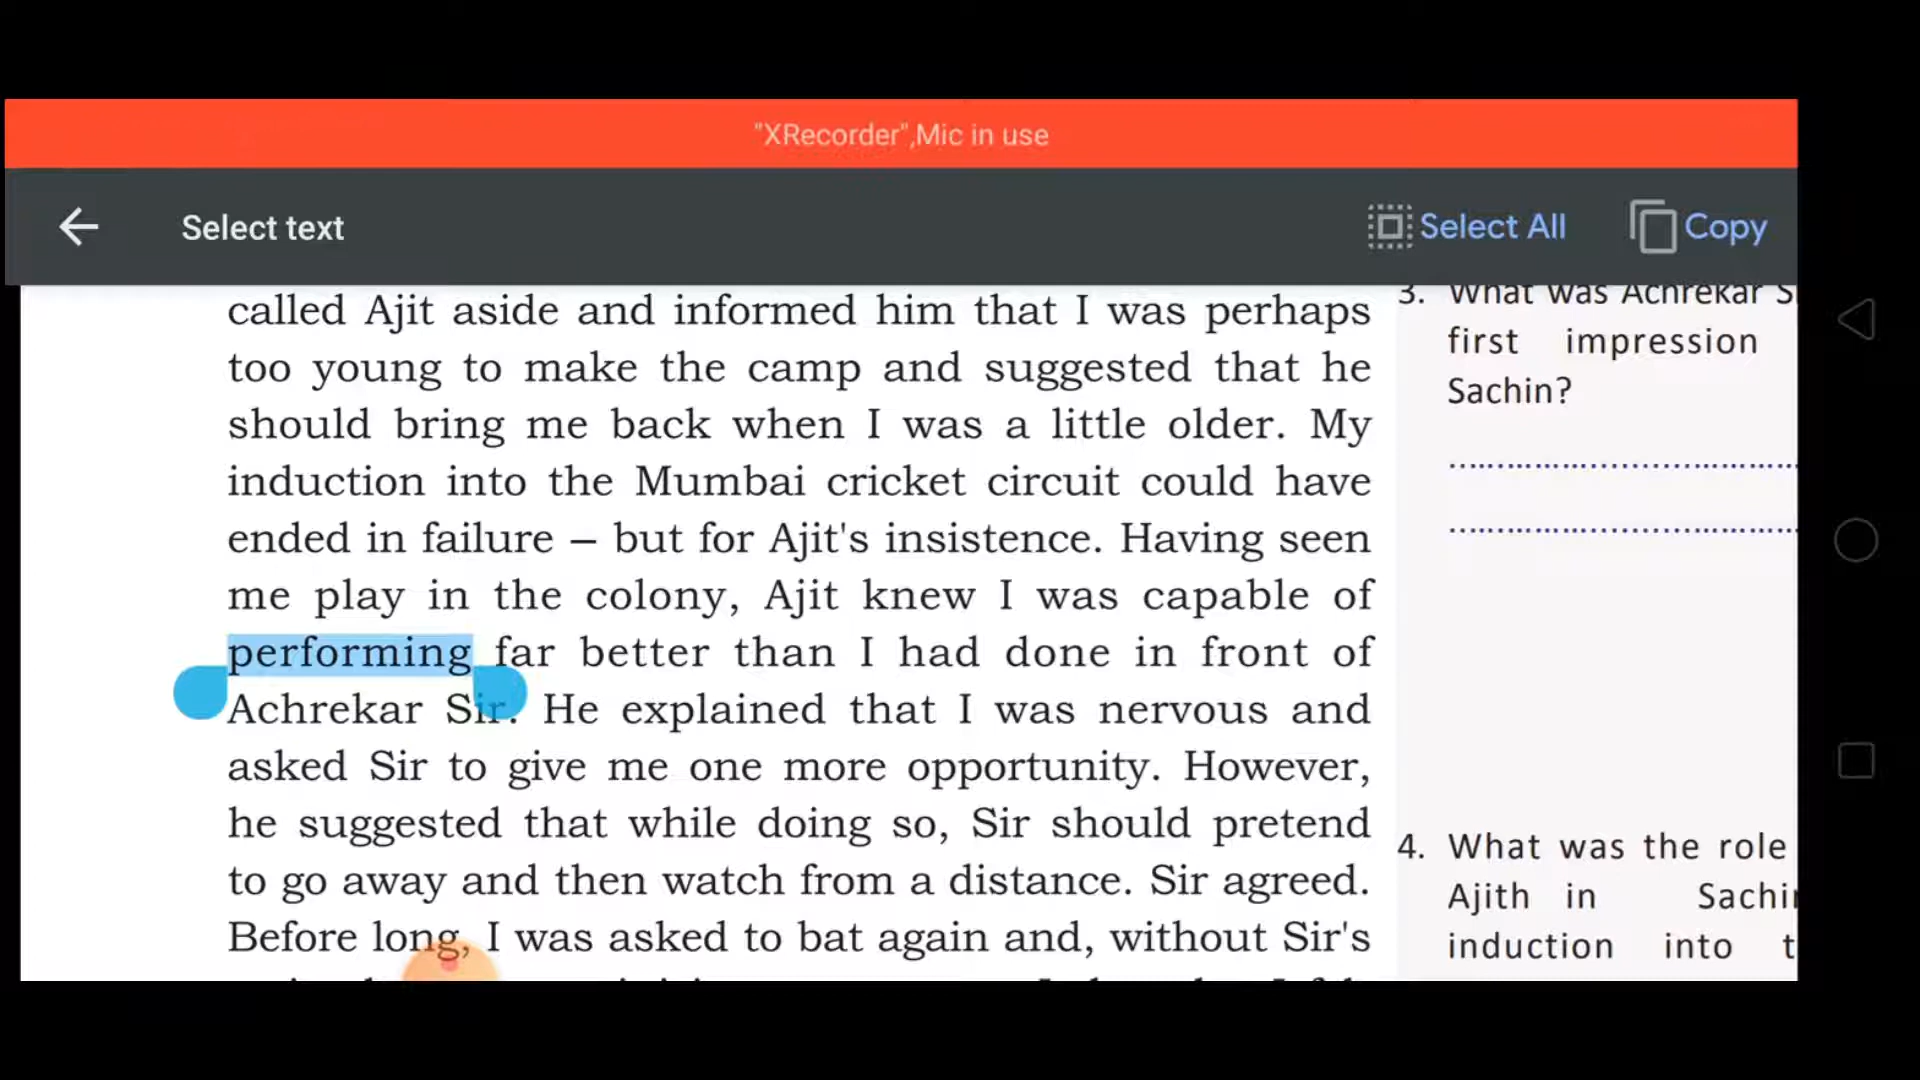 "XRecorder",Mic in use
Select text
Select All
Copy
called Ajit aside and informed him that I was perhaps
too young to make the camp and suggested that he
should bring me back when I was a little older. My
induction into the Mumbai cricket circuit could have
ended in failure – but for Ajit's insistence. Having seen
me play in the colony, Ajit knew I was capable of
performing far better than I had done in front of
Achrekar Sir. He explained that I was nervous and
asked Sir to give me one more opportunity. However,
he suggested that while doing so, Sir should pretend
to go away and then watch from a distance. Sir agreed.
Before long, I was asked to bat again and, without Sir's
3. What was Achrekar
first impression
Sachin?
4. What was the role
Ajith in Sachin
induction into